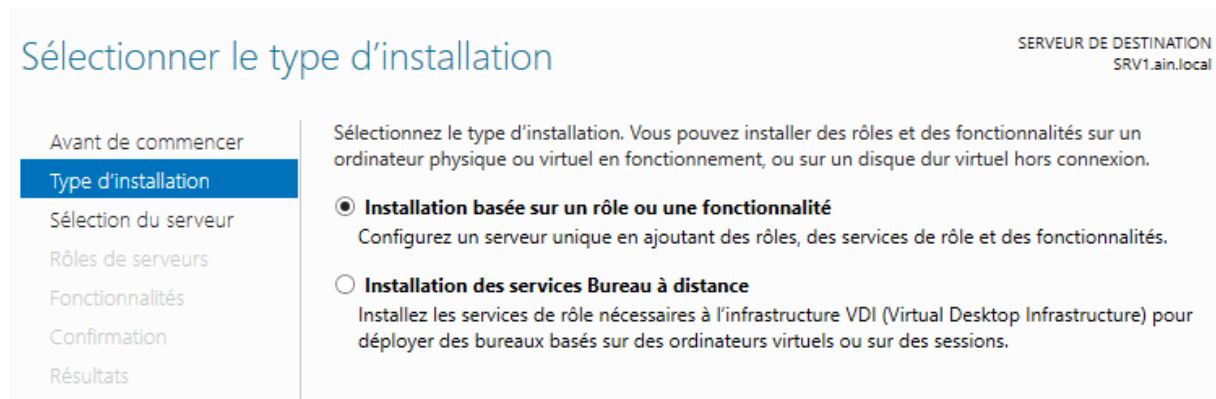 Sélectionner le type d’installation
SERVEUR DE DESTINATION
SRV1.ain.local
Avant de commencer
Type d’installation
Sélection du serveur
Rôles de serveurs
Fonctionnalités
Confirmation
Résultats
Sélectionnez le type d’installation. Vous pouvez installer des rôles et des fonctionnalités sur un
ordinateur physique ou virtuel en fonctionnement, ou sur un disque dur virtuel hors connexion.
Installation basée sur un rôle ou une fonctionnalité
Configurez un serveur unique en ajoutant des rôles, des services de rôle et des fonctionnalités.
Installation des services Bureau à distance
Installez les services de rôle nécessaires à l’infrastructure VDI (Virtual Desktop Infrastructure) pour
déployer des bureaux basés sur des ordinateurs virtuels ou sur des sessions.